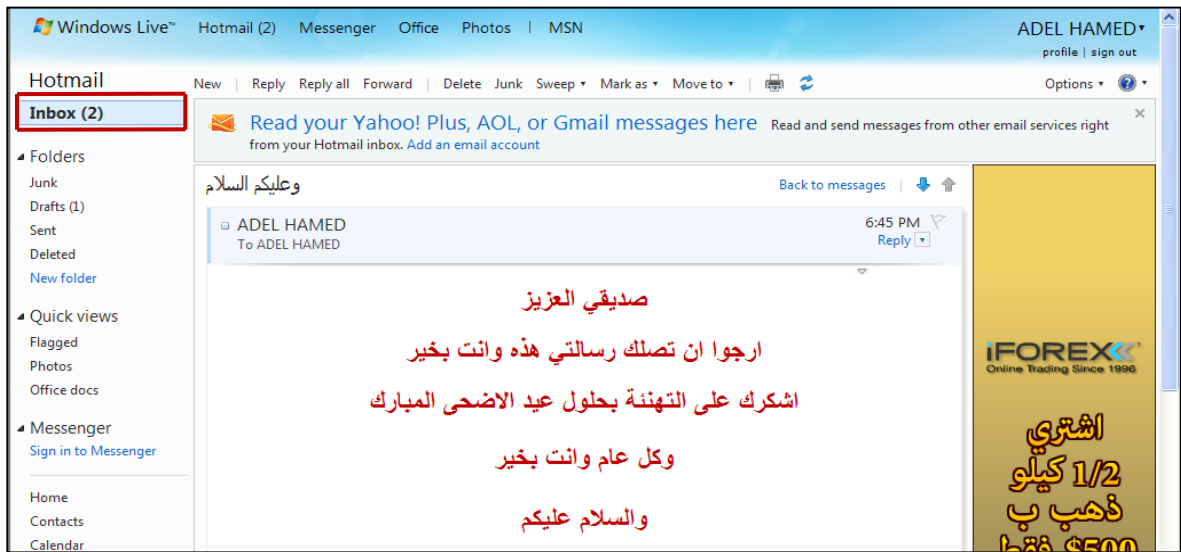 Windows Live™ Hotmail (2) Messenger Office Photos | MSN ADEL HAMED
profile | sign out
Hotmail New | Reply Reply all Forward | Delete Junk Sweep Mark as Move to | Options
Inbox (2)
Read your Yahoo! Plus, AOL, or Gmail messages here Read and send messages from other email services right
from your Hotmail inbox. Add an email account
Folders
Junk
Drafts (1)
Sent
Deleted
New folder
Quick views
Flagged
Photos
Office docs
Messenger
Sign in to Messenger
Home
Contacts
Calendar
وعليكم السلام Back to messages |
ADEL HAMED 6:45 PM
To ADEL HAMED Reply
صديقي العزيز
ارجوا ان تصلك رسالتي هذه وانت بخير
اشكرك على التهنئة بحلول عيد الاضحى المبارك
وكل عام وانت بخير
والسلام عليكم
iFOREX
Online Trading Since 1996
اشتري
1/2 كيلو
ذهب ب
500$ فقط